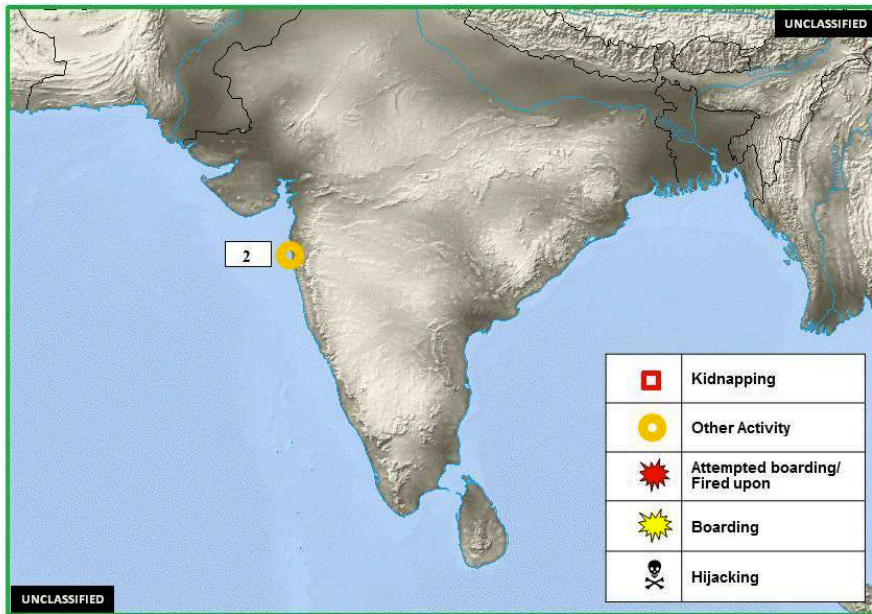 UNCLASSIFIED
2
Kidnapping
Other Activity
Attempted boarding/
Fired upon
Boarding
Hijacking
UNCLASSIFIED